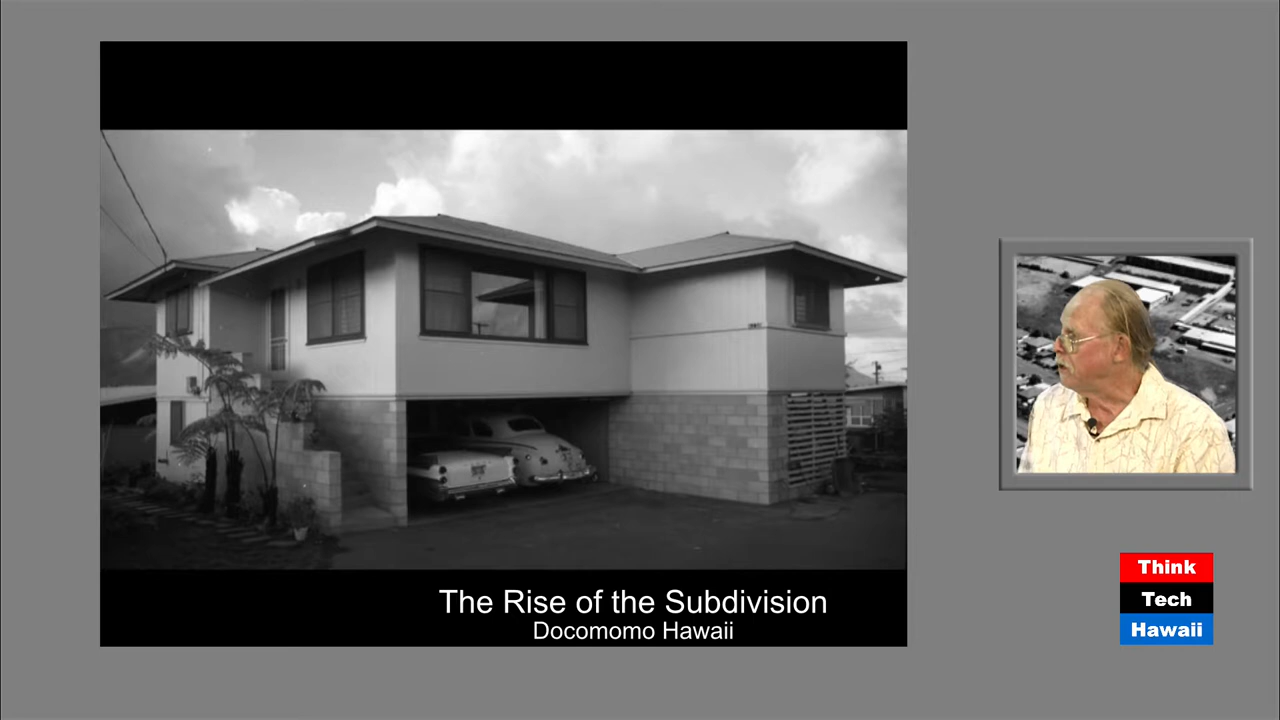 The Rise of the Subdivision
Docomomo Hawaii
Think
Tech
Hawaii